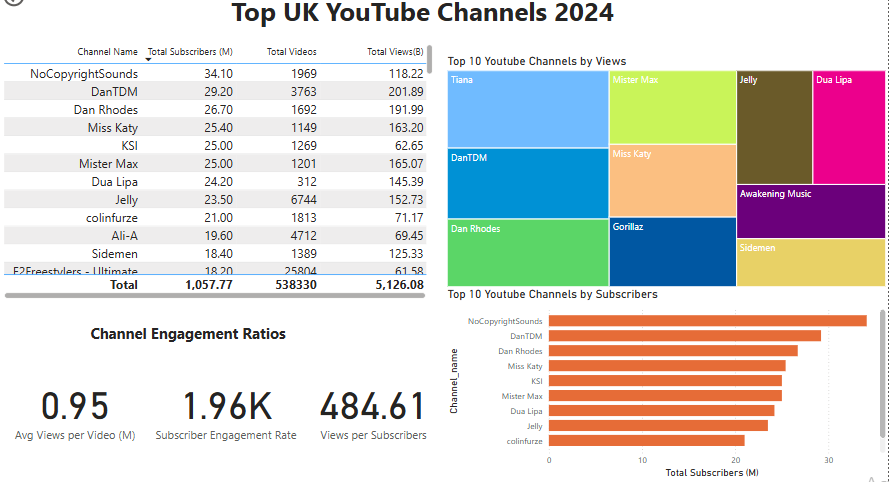 Top UK YouTube Channels 2024
Channel Name Total Subscribers (M) Total Videos Total Views(B)
NoCopyrightSounds 34.10 1969 118.22
DanTDM 29.20 3763 201.89
Dan Rhodes 26.70 1692 191.99
Miss Katy 25.40 1149 163.20
KSI 25.00 1269 62.65
Mister Max 25.00 1201 165.07
Dua Lipa 24.20 312 145.39
Jelly 23.50 6744 152.73
colinfurze 21.00 1813 71.17
Ali-A 19.60 4712 69.45
Sidemen 18.40 1389 125.33
F2Freestylers - Ultimate 18.20 25804 61.58
Total 1,057.77 538330 5,126.08
Top 10 Youtube Channels by Views
Tiana
Mister Max
Jelly
Dua Lipa
DanTDM
Miss Katy
Awakening Music
Dan Rhodes
Gorillaz
Sidemen
Channel Engagement Ratios
0.95
Avg Views per Video (M)
1.96K
Subscriber Engagement Rate
484.61
Views per Subscribers
Top 10 Youtube Channels by Subscribers
Channel_name
NoCopyrightSounds
DanTDM
Dan Rhodes
Miss Katy
KSI
Mister Max
Dua Lipa
Jelly
colinfurze
0 10 20 30
Total Subscribers (M)